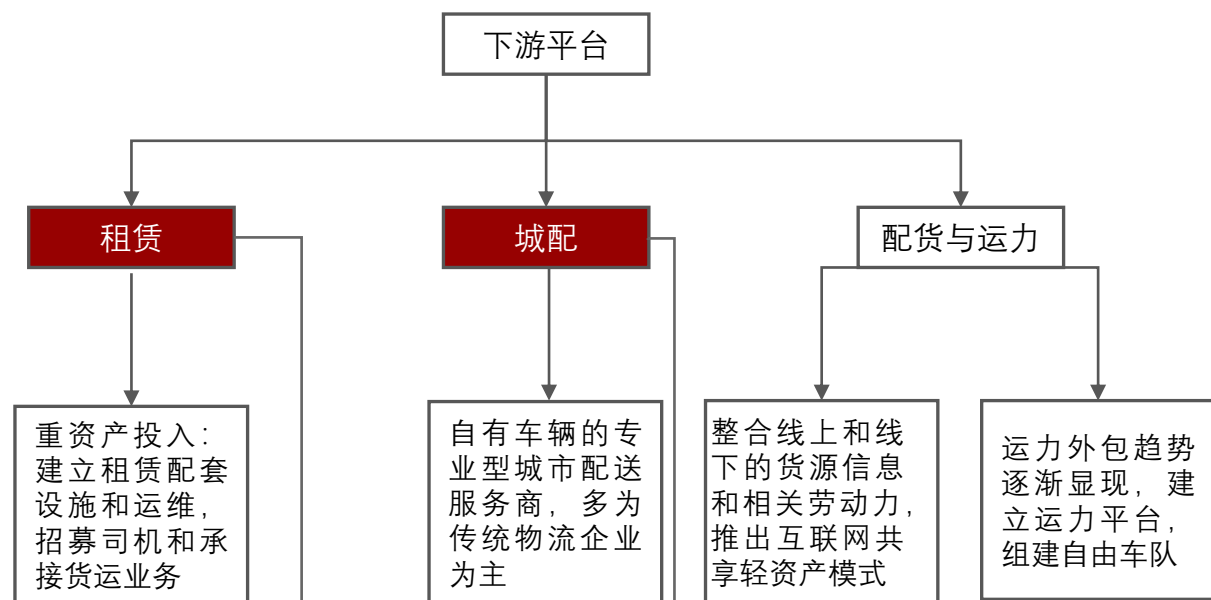 下游平台
租赁
城配
配货与运力
重资产投入：
建立租赁配套
设施和运维，
招募司机和承
接货运业务
自有车辆的专
业型城市配送
服务商，多为
传统物流企业
为主
整合线上和线
下的货源信息
和相关劳动力，
推出互联网共
享轻资产模式
运力外包趋势
逐渐显现，建
立运力平台，
组建自由车队